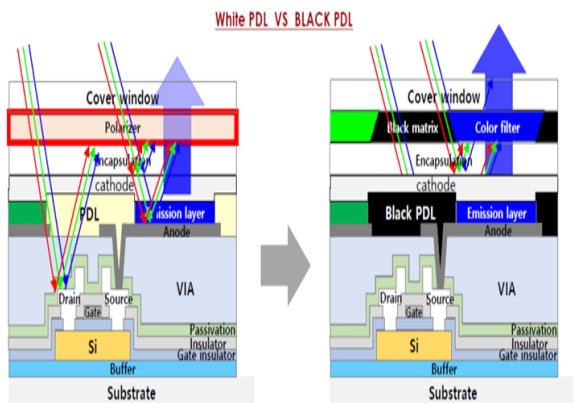 White PDL VS BLACK PDL
Cover window
Polarizer
Encapsulation
cathode
PDL
Emission layer
Anode
VIA
Drain
Source
Gate
Passivation
Insulator
Si
Gate insulator
Buffer
Substrate
Cover window
Black matrix
Color filter
Encapsulation
cathode
Black PDL
Emission layer
Anode
VIA
Drain
Source
Gate
Passivation
Insulator
Si
Gate insulator
Buffer
Substrate